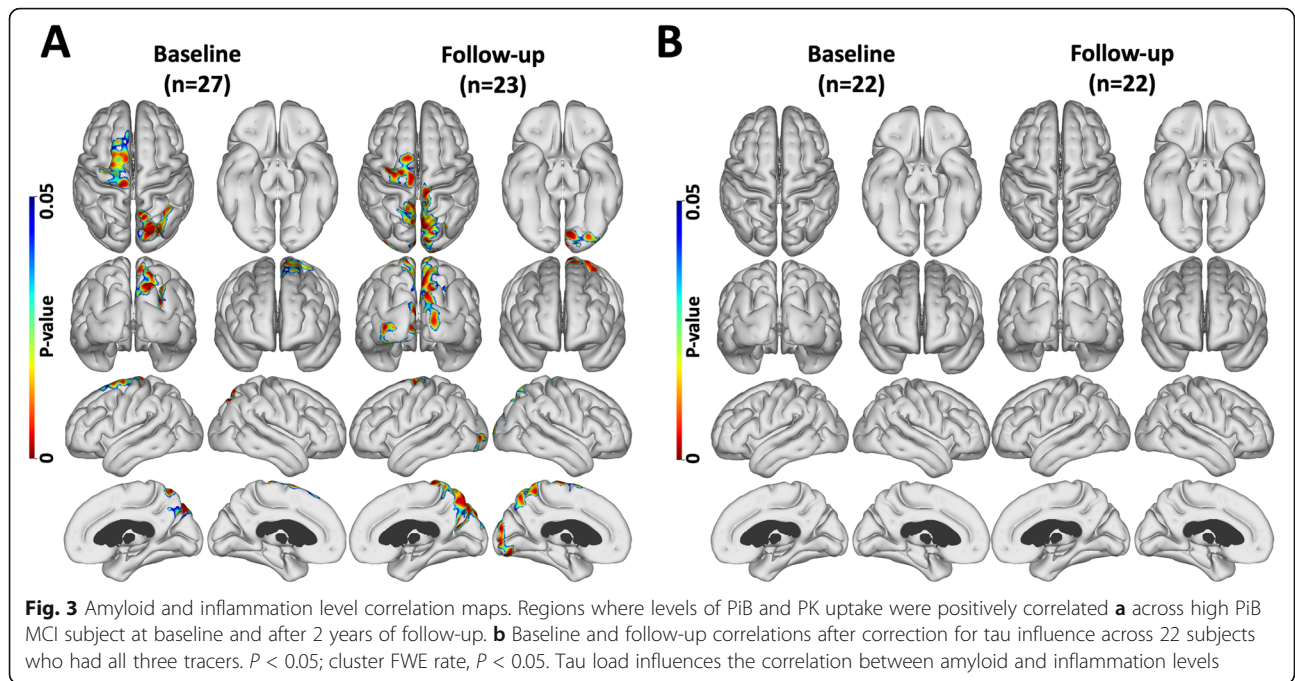 A
B
Baseline
(n=27)
Follow-up
(n=23)
Baseline
(n=22)
Follow-up
(n=22)
0.05
P-value
0
0.05
P-value
0
Fig. 3 Amyloid and inflammation level correlation maps. Regions where levels of PiB and PK uptake were positively correlated a across high PiB
MCI subject at baseline and after 2 years of follow-up. b Baseline and follow-up correlations after correction for tau influence across 22 subjects
who had all three tracers. P < 0.05; cluster FWE rate, P < 0.05. Tau load influences the correlation between amyloid and inflammation levels